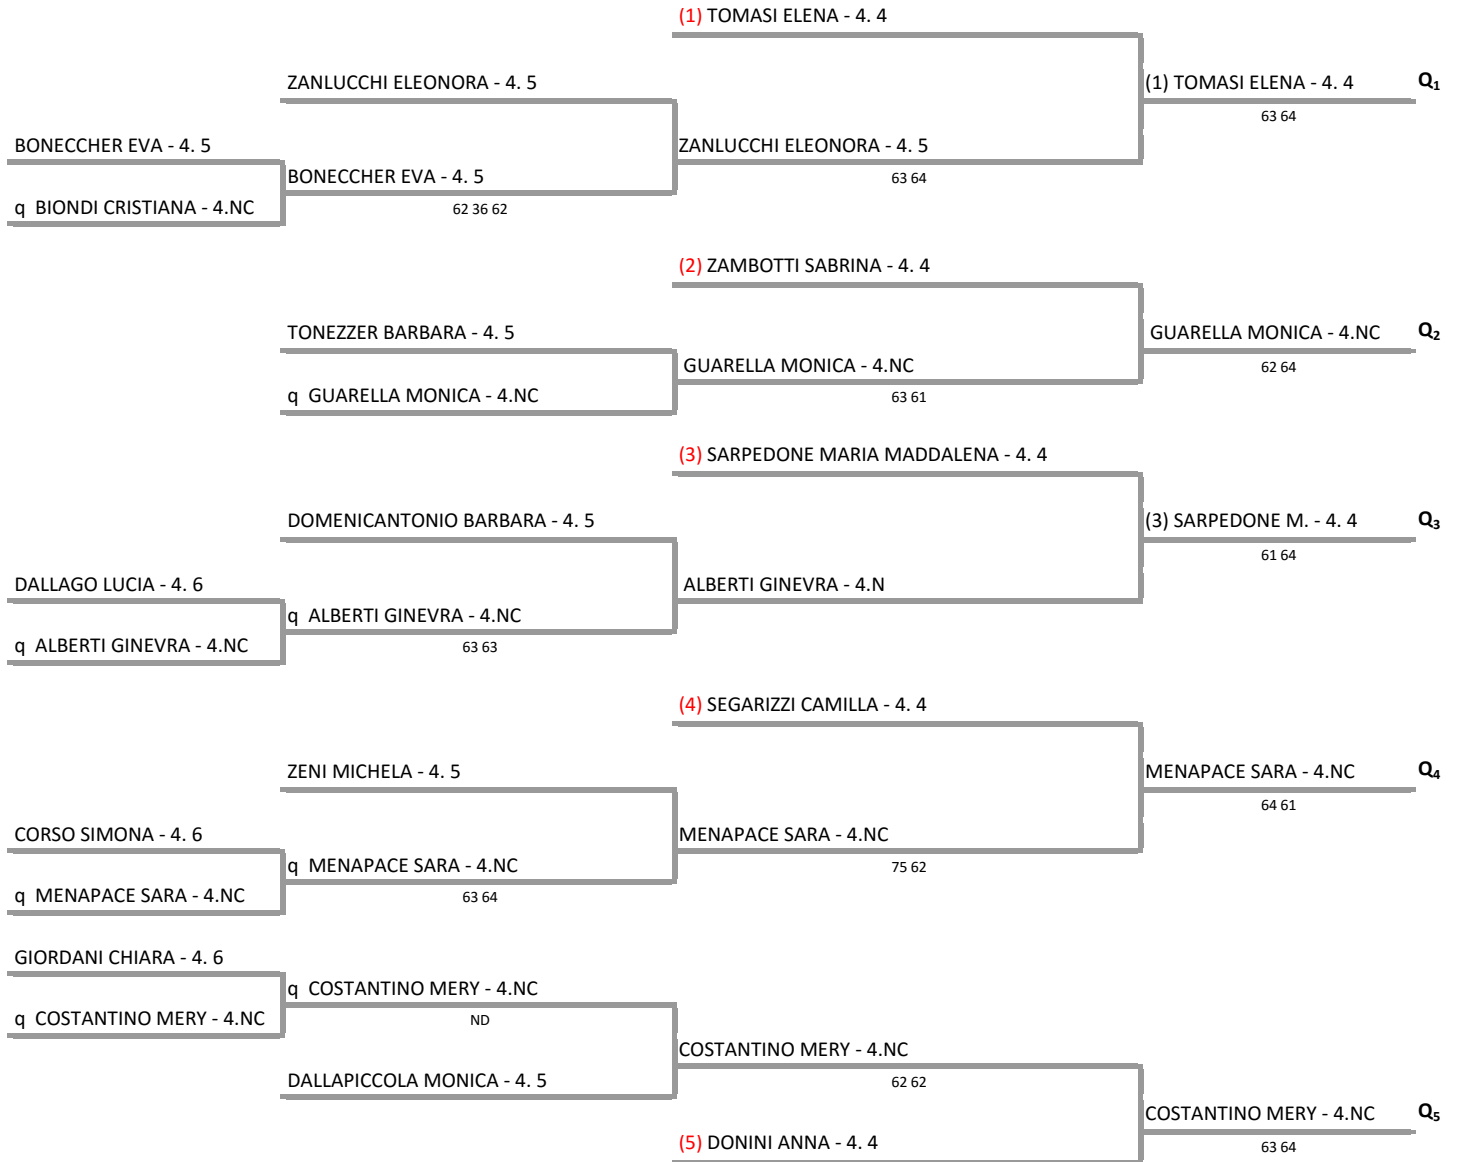 (1) TOMASI ELENA - 4. 4
ZANLUCCHI ELEONORA - 4. 5
(1) TOMASI ELENA - 4. 4
Q₁
63 64
BONECCHER EVA - 4. 5
ZANLUCCHI ELEONORA - 4. 5
BONECCHER EVA - 4. 5
63 64
q BIONDI CRISTIANA - 4.NC
62 36 62
(2) ZAMBOTTI SABRINA - 4. 4
TONEZZER BARBARA - 4. 5
GUARELLA MONICA - 4.NC
Q₂
GUARELLA MONICA - 4.NC
62 64
q GUARELLA MONICA - 4.NC
63 61
(3) SARPEDONE MARIA MADDALENA - 4. 4
DOMENICANTONIO BARBARA - 4. 5
(3) SARPEDONE M. - 4. 4
Q₃
61 64
DALLAGO LUCIA - 4. 6
ALBERTI GINEVRA - 4.N
q ALBERTI GINEVRA - 4.NC
q ALBERTI GINEVRA - 4.NC
63 63
(4) SEGARIZZI CAMILLA - 4. 4
ZENI MICHELA - 4. 5
MENAPACE SARA - 4.NC
Q₄
64 61
CORSO SIMONA - 4. 6
MENAPACE SARA - 4.NC
q MENAPACE SARA - 4.NC
75 62
q MENAPACE SARA - 4.NC
63 64
GIORDANI CHIARA - 4. 6
q COSTANTINO MERY - 4.NC
q COSTANTINO MERY - 4.NC
ND
COSTANTINO MERY - 4.NC
DALLAPICCOLA MONICA - 4. 5
62 62
COSTANTINO MERY - 4.NC
Q₅
(5) DONINI ANNA - 4. 4
63 64